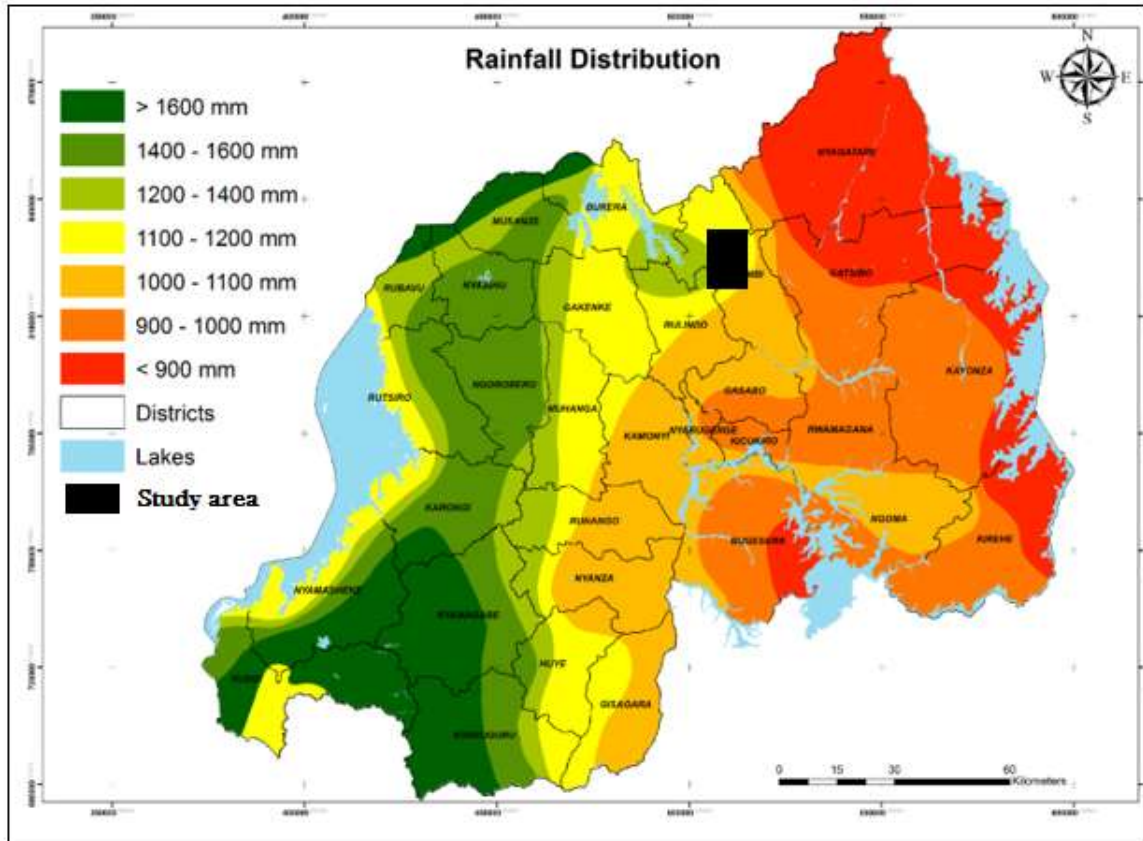 Rainfall Distribution
N
W
E
S
> 1600 mm
1400 - 1600 mm
1200 - 1400 mm
1100 - 1200 mm
1000 - 1100 mm
900 - 1000 mm
< 900 mm
Districts
Lakes
Study area
NYAGATARE
BURERA
MUSANZE
GATSIBO
RUBAVU
NYABIHU
GAKENKE
RULINDO
KAYONZA
NGORORERO
GASABO
RUTSIRO
MUHANGA
KAMONYI
NYARUGENGE
KICUKIRO
RWAMAGANA
KARONGI
RUHANGO
NGOMA
BUGESERA
KIREHE
NYANZA
NYAMASHEKE
NYAMAGABE
HUYE
GISAGARA
0 15 30 60
Kilometers